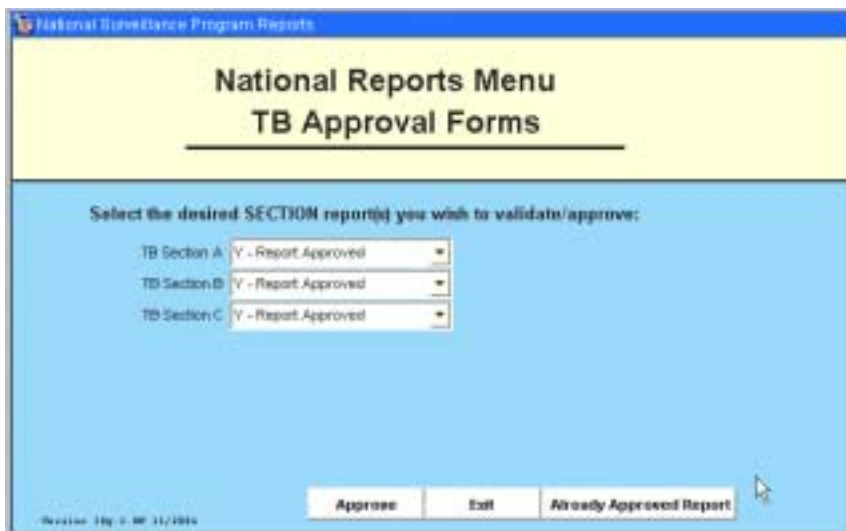 National Surveillance Program Reports
National Reports Menu
TB Approval Forms
Select the desired SECTION report(s) you wish to validate/approve:
TB Section A Y - Report Approved
TB Section B Y - Report Approved
TB Section C Y - Report Approved
Approve Exit Already Approved Report
Version